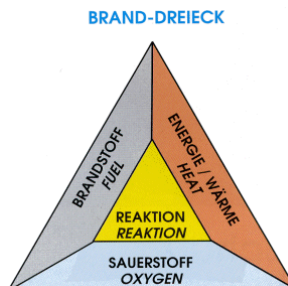 BRAND-DREIECK
BRANDSTOFF
FUEL
ENERGIE / WÄRME
HEAT
REAKTION
REAKTION
SAUERSTOFF
OXYGEN